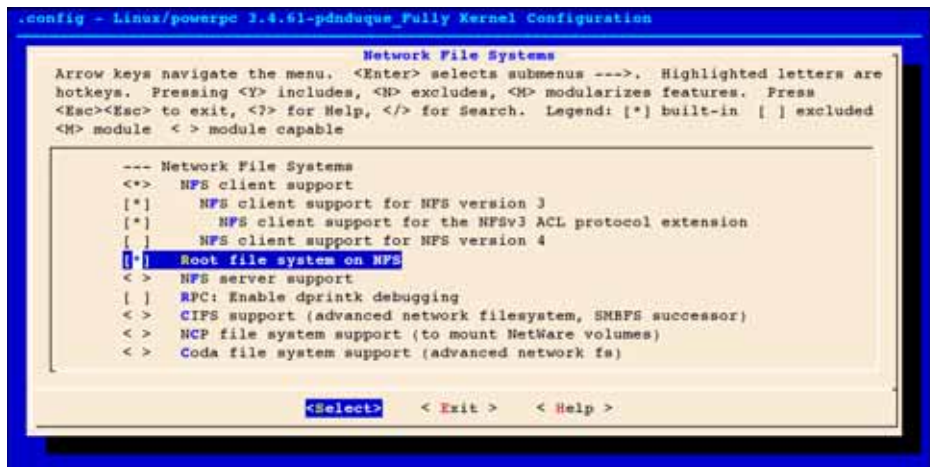 .config - Linux/powerpc 3.4.61-pdnduque_Fully Kernel Configuration
Network File Systems
Arrow keys navigate the menu. <Enter> selects submenus --->. Highlighted letters are
hotkeys. Pressing <Y> includes, <N> excludes, <M> modularizes features. Press
<Esc><Esc> to exit, <?> for Help, </> for Search. Legend: [*] built-in [ ] excluded
<M> module < > module capable
--- Network File Systems
<*> NFS client support
[*] NFS client support for NFS version 3
[*] NFS client support for the NFSv3 ACL protocol extension
[ ] NFS client support for NFS version 4
[*] Root file system on NFS
< > NFS server support
[ ] RPC: Enable dprintk debugging
< > CIFS support (advanced network filesystem, SMBFS successor)
< > NCP file system support (to mount NetWare volumes)
< > Coda file system support (advanced network fs)
<Select> < Exit > < Help >